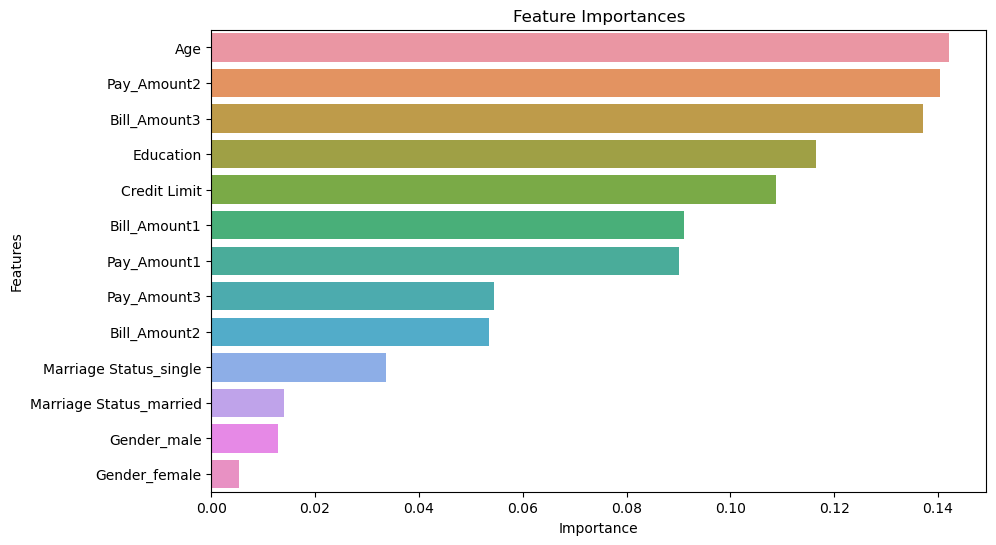 Feature Importances
Features
Age
Pay_Amount2
Bill_Amount3
Education
Credit Limit
Bill_Amount1
Pay_Amount1
Pay_Amount3
Bill_Amount2
Marriage Status_single
Marriage Status_married
Gender_male
Gender_female
0.00 0.02 0.04 0.06 0.08 0.10 0.12 0.14
Importance